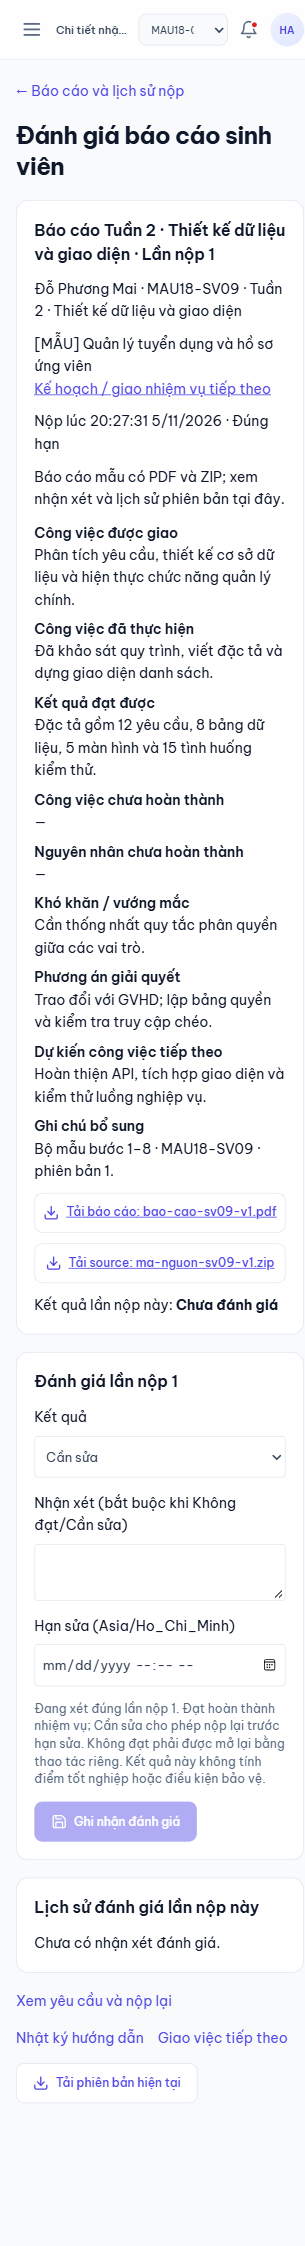 Chi tiết nhậ...
MAU18-(
HA
← Báo cáo và lịch sử nộp
Đánh giá báo cáo sinh
viên
Báo cáo Tuần 2 · Thiết kế dữ liệu
và giao diện · Lần nộp 1
Đỗ Phương Mai · MAU18-SV09 · Tuần
2 · Thiết kế dữ liệu và giao diện
[MẪU] Quản lý tuyển dụng và hồ sơ
ứng viên
Kế hoạch / giao nhiệm vụ tiếp theo
Nộp lúc 20:27:31 5/11/2026 · Đúng
hạn
Báo cáo mẫu có PDF và ZIP; xem
nhận xét và lịch sử phiên bản tại đây.
Công việc được giao
Phân tích yêu cầu, thiết kế cơ sở dữ
liệu và hiện thực chức năng quản lý
chính.
Công việc đã thực hiện
Đã khảo sát quy trình, viết đặc tả và
dựng giao diện danh sách.
Kết quả đạt được
Đặc tả gồm 12 yêu cầu, 8 bảng dữ
liệu, 5 màn hình và 15 tình huống
kiểm thử.
Công việc chưa hoàn thành
—
Nguyên nhân chưa hoàn thành
—
Khó khăn / vướng mắc
Cần thống nhất quy tắc phân quyền
giữa các vai trò.
Phương án giải quyết
Trao đổi với GVHD; lập bảng quyền
và kiểm tra truy cập chéo.
Dự kiến công việc tiếp theo
Hoàn thiện API, tích hợp giao diện và
kiểm thử luồng nghiệp vụ.
Ghi chú bổ sung
Bộ mẫu bước 1–8 · MAU18-SV09 ·
phiên bản 1.
Tải báo cáo: bao-cao-sv09-v1.pdf
Tải source: ma-nguon-sv09-v1.zip
Kết quả lần nộp này: Chưa đánh giá
Đánh giá lần nộp 1
Kết quả
Cần sửa
Nhận xét (bắt buộc khi Không
đạt/Cần sửa)
Hạn sửa (Asia/Ho_Chi_Minh)
mm/dd/yyyy --:-- --
Đang xét đúng lần nộp 1. Đạt hoàn thành
nhiệm vụ; Cần sửa cho phép nộp lại trước
hạn sửa. Không đạt phải được mở lại bằng
thao tác riêng. Kết quả này không tính
điểm tốt nghiệp hoặc điều kiện bảo vệ.
Ghi nhận đánh giá
Lịch sử đánh giá lần nộp này
Chưa có nhận xét đánh giá.
Xem yêu cầu và nộp lại
Nhật ký hướng dẫn Giao việc tiếp theo
Tải phiên bản hiện tại